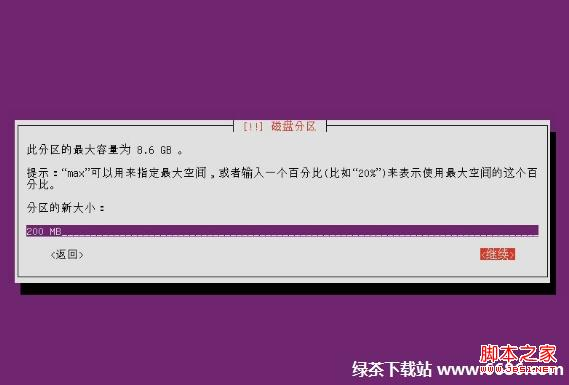 [!!] 磁盘分区
此分区的最大容量为 8.6 GB 。
提示：“max”可以用来指定最大空间，或者输入一个百分比(比如“20%”)来表示使用最大空间的这个百
分比。
分区的新大小：
200 MB
<返回>
<继续>
脚本之家
www.jb51.net
绿茶下载站